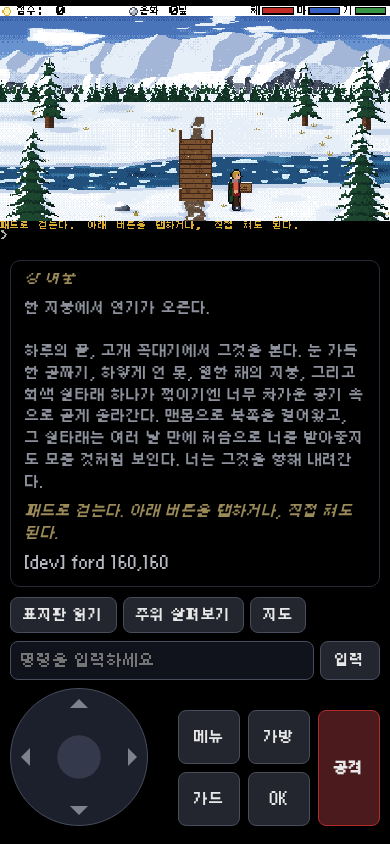 점수: 0 온화 0닢 체 마 기
패드로 걷는다. 아래 버튼을 탭하거나, 직접 쳐도 된다.
>
한 지붕에서 연기가 오른다.
하루의 끝, 고개 꼭대기에서 그것을 본다. 눈 가득
한 골짜기, 하얗게 언 못, 헌한 채의 지붕, 그리고
회색 실타래 하나가 꺾이기엔 너무 차가운 공기 속
으로 곧게 올라간다. 맨몸으로 북쪽을 걸어왔고,
그 실타래는 여러 날 만에 처음으로 너를 받아줄지
도 모를 것처럼 보인다. 너는 그것을 향해 내려간
다.
패드로 걷는다. 아래 버튼을 탭하거나, 직접 쳐도
된다.
[dev] ford 160,160
표지판 읽기 주위 살펴보기 지도
명령을 입력하세요 입력
메뉴 가방
공격
가드 OK